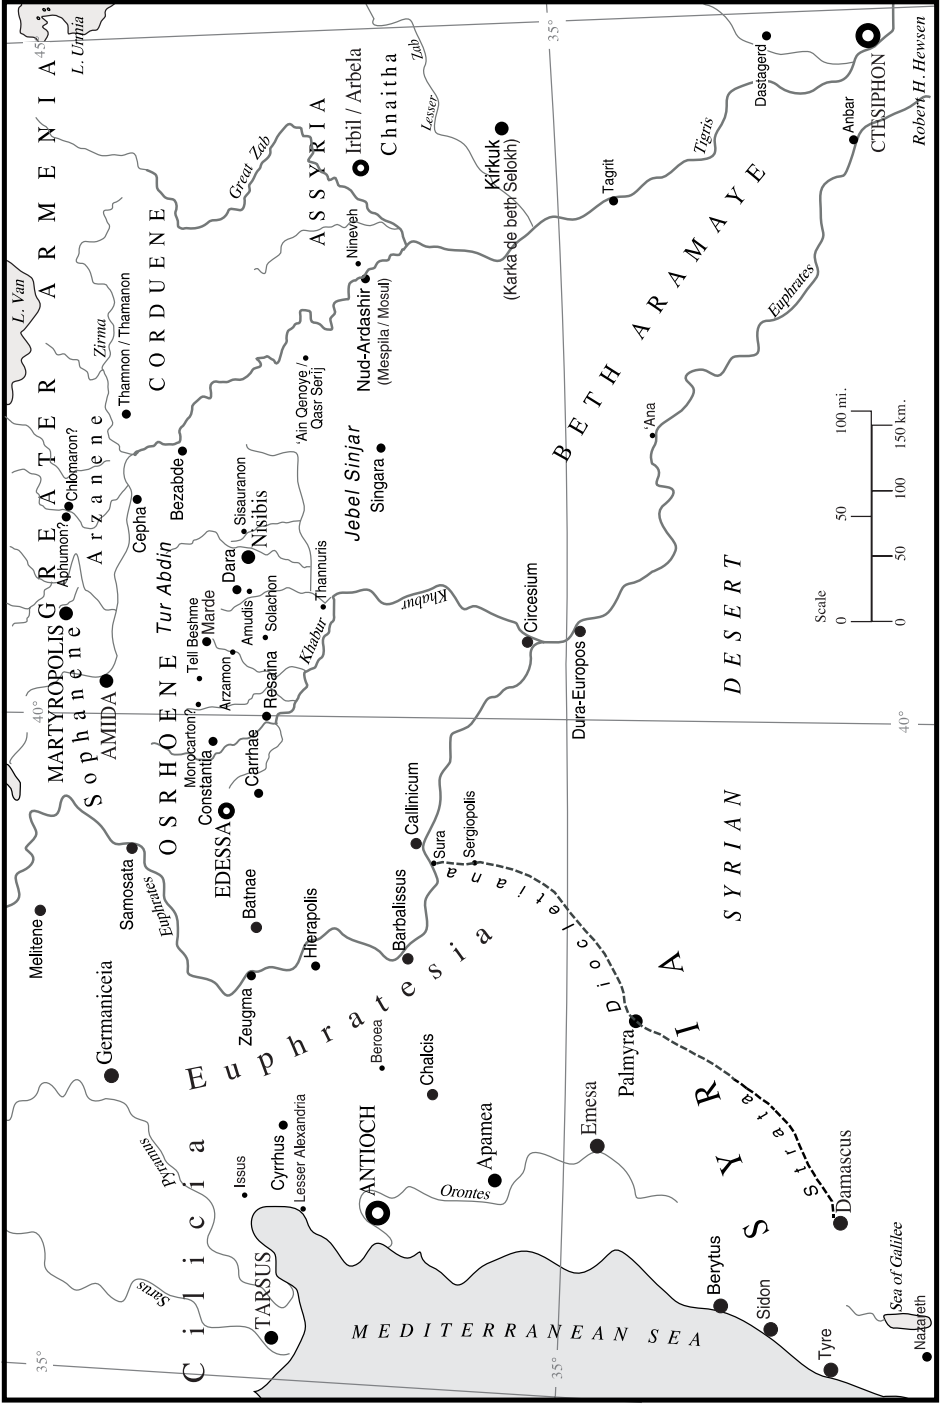 35°
40°
45°
Melitene
MARTYROPOLIS
GREATER ARMENIA
L. Van
L. Urmia
Aphumon?
Chlomaron?
Sophanene
Arzanene
AMIDA
Cepha
Thamnon / Thamanon
Zirma
CORDUENE
Germaniceia
Samosata
Euphrates
OSRHOENE
Tur Abdin
Bezabde
Great Zab
Pyramus
Sarus
Cilicia
Euphratesia
Monocarton?
Constantia
Tell Beshme
Marde
Arzamon
Dara
Amudis
Sisauranon
Nisibis
Solachon
EDESSA
Carrhae
Resaina
Batnae
Zeugma
Issus
TARSUS
Cyrrhus
Lesser Alexandria
Hierapolis
Khabur
Thannuris
'Ain Qenoye /
Qasr Serij
ASSYRIA
Nineveh
Irbil / Arbela
Chnaitha
Nud-Ardashir
(Mespila / Mosul)
Jebel Sinjar
Singara
ANTIOCH
Beroea
Barbalissus
Callinicum
Chalcis
Sura
Sergiopolis
Khabur
Lesser
Zab
Orontes
Apamea
Kirkuk
(Karka de beth Selokh)
Circesium
Dura-Europos
35°
35°
MEDITERRANEAN SEA
Emesa
Palmyra
Strata
Diocletiana
Tagrit
Tigris
BETH ARAMAYE
'Ana
Euphrates
Dastagerd
Anbar
CTESIPHON
SYRIA
SYRIAN DESERT
Berytus
Sidon
Damascus
Tyre
Sea of Galilee
Nazareth
40°
Scale
0 50 100 mi.
0 50 100 150 km.
Robert H. Hewsen